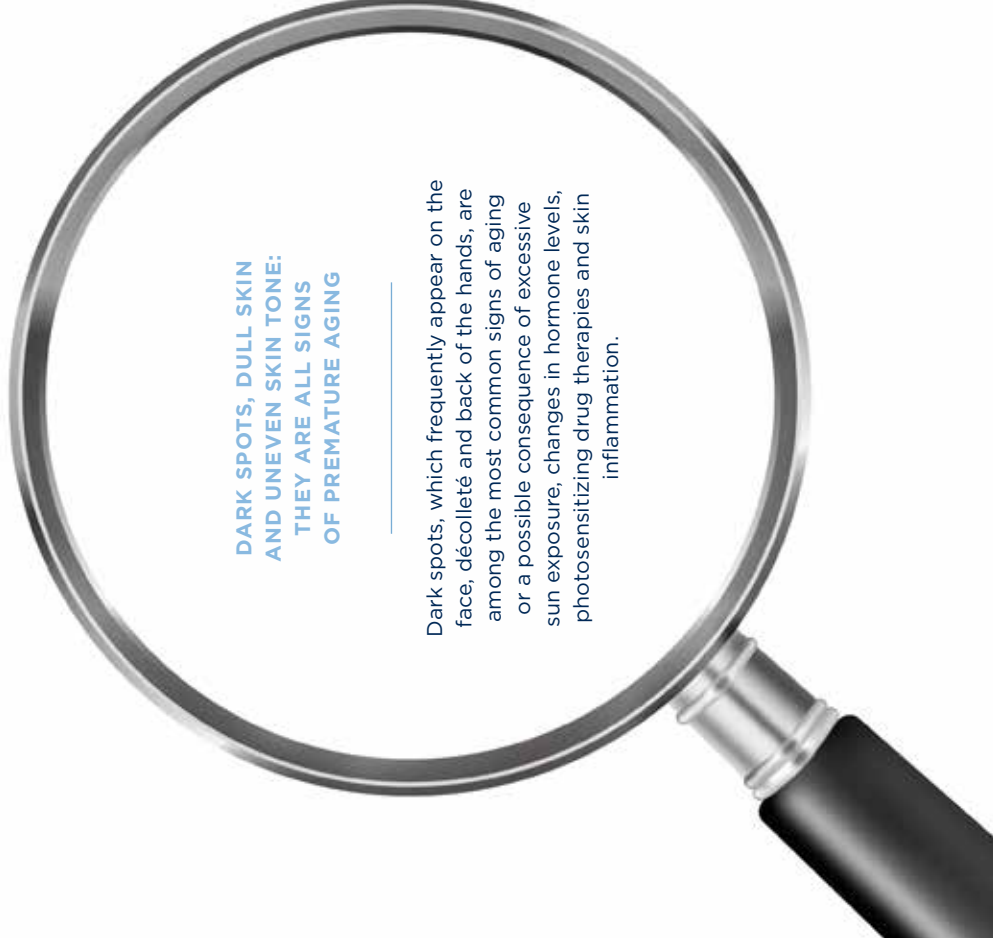 DARK SPOTS, DULL SKIN
AND UNEVEN SKIN TONE:
THEY ARE ALL SIGNS
OF PREMATURE AGING
Dark spots, which frequently appear on the
face, décolleté and back of the hands, are
among the most common signs of aging
or a possible consequence of excessive
sun exposure, changes in hormone levels,
photosensitizing drug therapies and skin
inflammation.